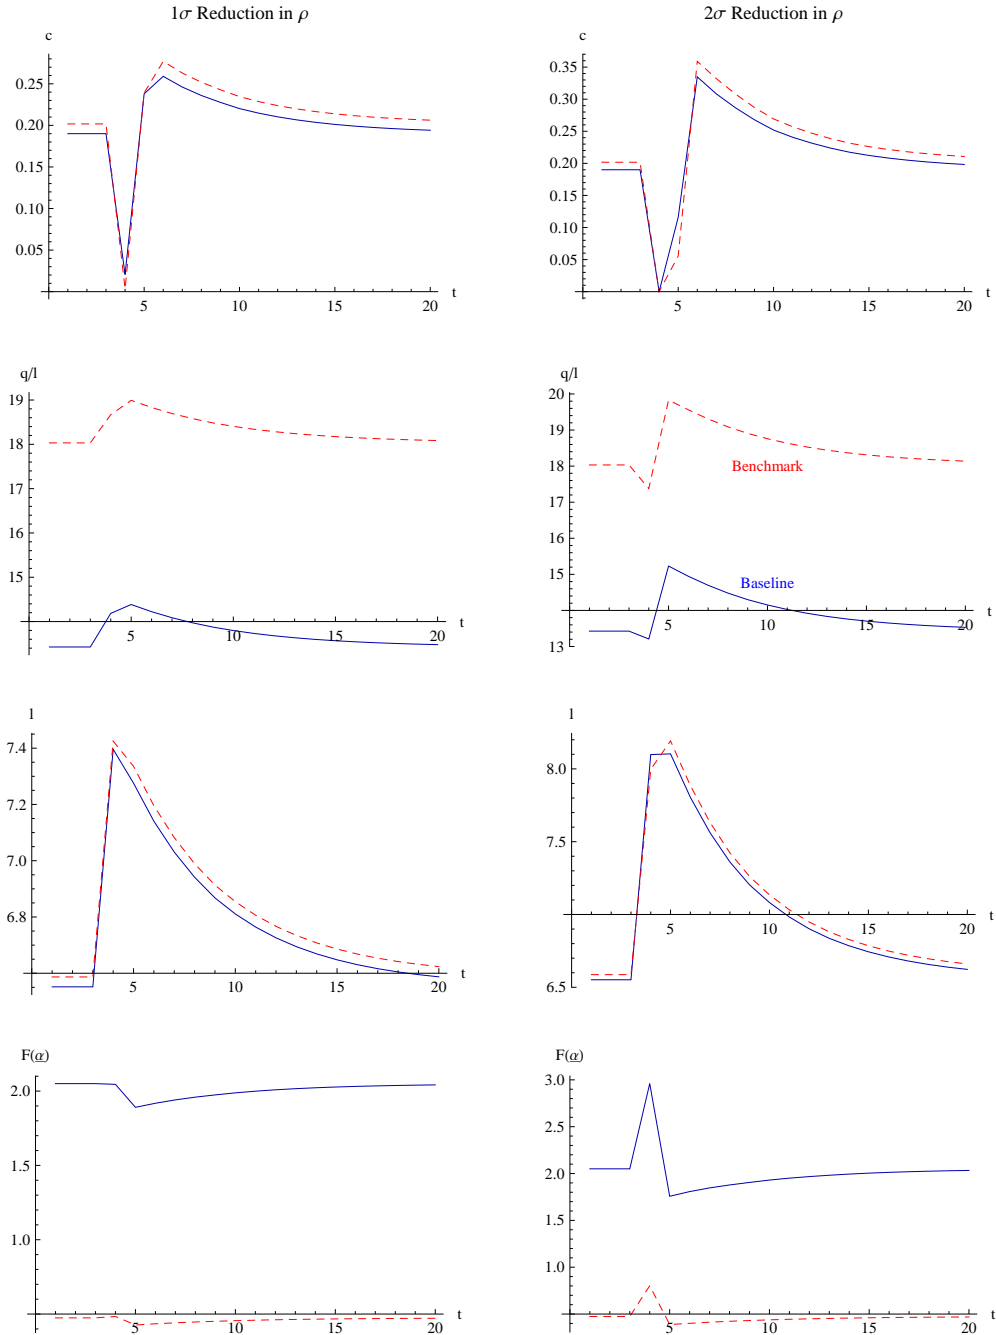 1σ Reduction in ρ
2σ Reduction in ρ
c
0.25
0.20
0.15
0.10
0.05
5 10 15 20 t
c
0.35
0.30
0.25
0.20
0.15
0.10
0.05
5 10 15 20 t
q/l
19
18
17
16
15
5 10 15 20 t
q/l
20
19
18
17
16
15
13
Benchmark
Baseline
5 10 15 20 t
l
7.4
7.2
7.0
6.8
5 10 15 20 t
l
8.0
7.5
6.5
5 10 15 20 t
F(α)
2.0
1.5
1.0
5 10 15 20 t
F(α)
3.0
2.5
2.0
1.5
1.0
5 10 15 20 t